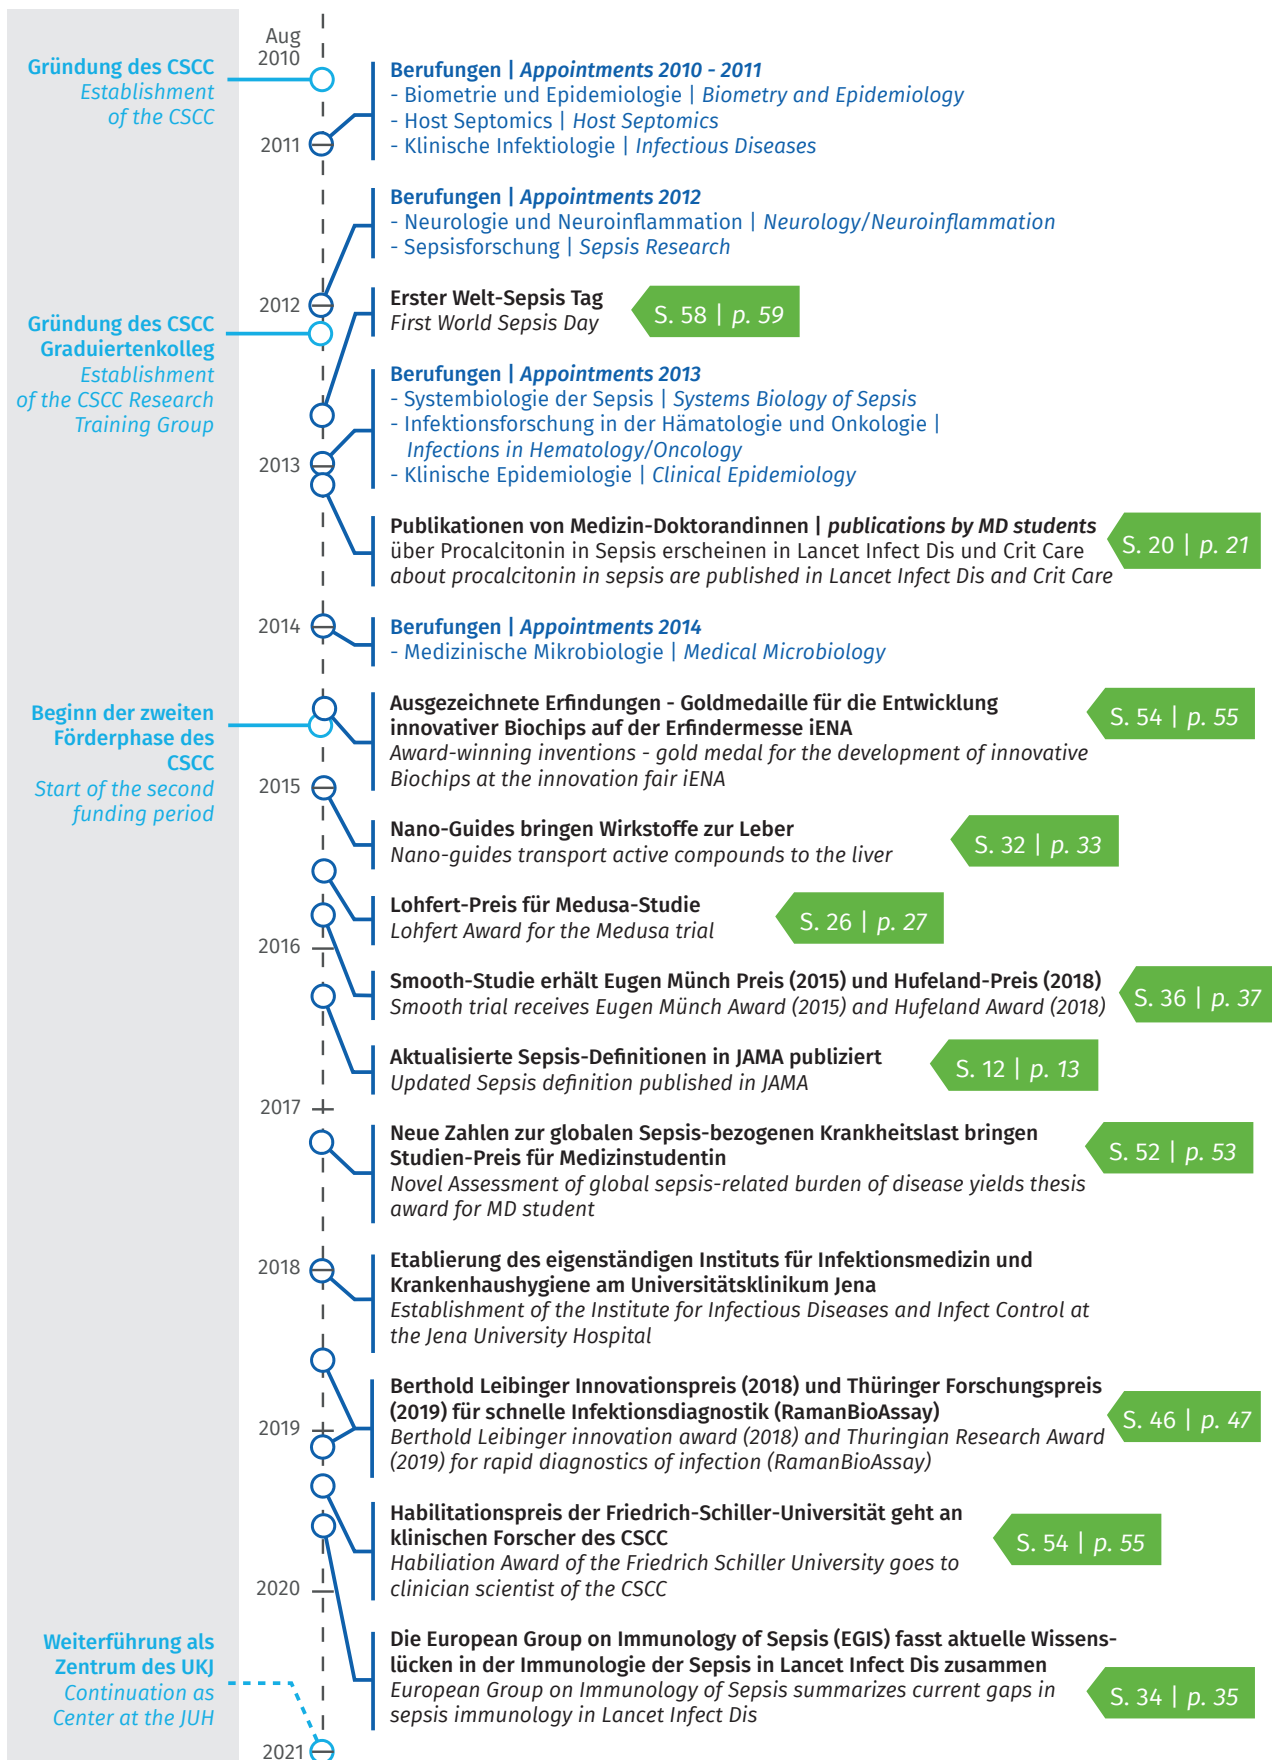 Aug
2010
Gründung des CSCC
Establishment
of the CSCC
Berufungen | Appointments 2010 - 2011
- Biometrie und Epidemiologie | Biometry and Epidemiology
- Host Septomics | Host Septomics
- Klinische Infektiologie | Infectious Diseases
2011
Berufungen | Appointments 2012
- Neurologie und Neuroinflammation | Neurology/Neuroinflammation
- Sepsisforschung | Sepsis Research
2012
Erster Welt-Sepsis Tag
First World Sepsis Day
S. 58 | p. 59
Gründung des CSCC
Graduiertenkolleg
Establishment
of the CSCC Research
Training Group
Berufungen | Appointments 2013
- Systembiologie der Sepsis | Systems Biology of Sepsis
- Infektionsforschung in der Hämatologie und Onkologie |
Infections in Hematology/Oncology
- Klinische Epidemiologie | Clinical Epidemiology
2013
Publikationen von Medizin-Doktorandinnen | publications by MD students
über Procalcitonin in Sepsis erscheinen in Lancet Infect Dis und Crit Care
about procalcitonin in sepsis are published in Lancet Infect Dis and Crit Care
S. 20 | p. 21
2014
Berufungen | Appointments 2014
- Medizinische Mikrobiologie | Medical Microbiology
Beginn der zweiten
Förderphase des
CSCC
Start of the second
funding period
Ausgezeichnete Erfindungen - Goldmedaille für die Entwicklung
innovativer Biochips auf der Erfindermesse iENA
Award-winning inventions - gold medal for the development of innovative
Biochips at the innovation fair iENA
S. 54 | p. 55
2015
Nano-Guides bringen Wirkstoffe zur Leber
Nano-guides transport active compounds to the liver
S. 32 | p. 33
Lohfert-Preis für Medusa-Studie
Lohfert Award for the Medusa trial
S. 26 | p. 27
2016
Smooth-Studie erhält Eugen Münch Preis (2015) und Hufeland-Preis (2018)
Smooth trial receives Eugen Münch Award (2015) and Hufeland Award (2018)
S. 36 | p. 37
Aktualisierte Sepsis-Definitionen in JAMA publiziert
Updated Sepsis definition published in JAMA
S. 12 | p. 13
2017
Neue Zahlen zur globalen Sepsis-bezogenen Krankheitslast bringen
Studien-Preis für Medizinstudentin
Novel Assessment of global sepsis-related burden of disease yields thesis
award for MD student
S. 52 | p. 53
2018
Etablierung des eigenständigen Instituts für Infektionsmedizin und
Krankenhaushygiene am Universitätsklinikum Jena
Establishment of the Institute for Infectious Diseases and Infect Control at
the Jena University Hospital
Berthold Leibinger Innovationspreis (2018) und Thüringer Forschungspreis
(2019) für schnelle Infektionsdiagnostik (RamanBioAssay)
Berthold Leibinger innovation award (2018) and Thuringian Research Award
(2019) for rapid diagnostics of infection (RamanBioAssay)
S. 46 | p. 47
2019
Habilitationspreis der Friedrich-Schiller-Universität geht an
klinischen Forscher des CSCC
Habiliation Award of the Friedrich Schiller University goes to
clinician scientist of the CSCC
S. 54 | p. 55
2020
Weiterführung als
Zentrum des UKJ
Continuation as
Center at the JUH
Die European Group on Immunology of Sepsis (EGIS) fasst aktuelle Wissens-
lücken in der Immunologie der Sepsis in Lancet Infect Dis zusammen
European Group on Immunology of Sepsis summarizes current gaps in
sepsis immunology in Lancet Infect Dis
S. 34 | p. 35
2021